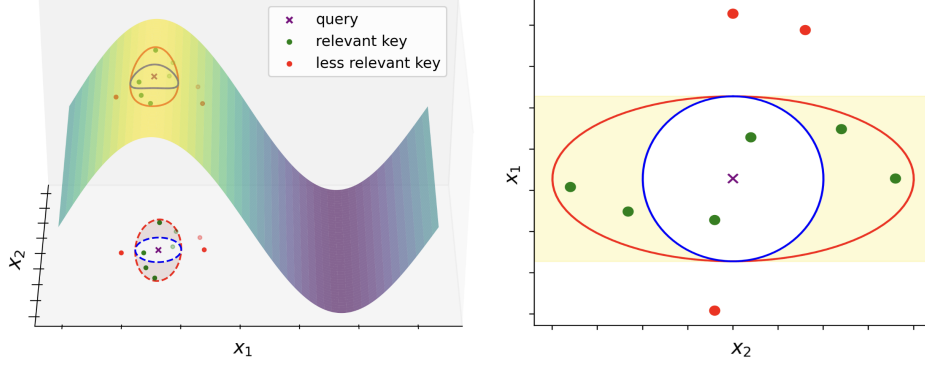 query
relevant key
less relevant key
x₂
x₁
x₁
x₂